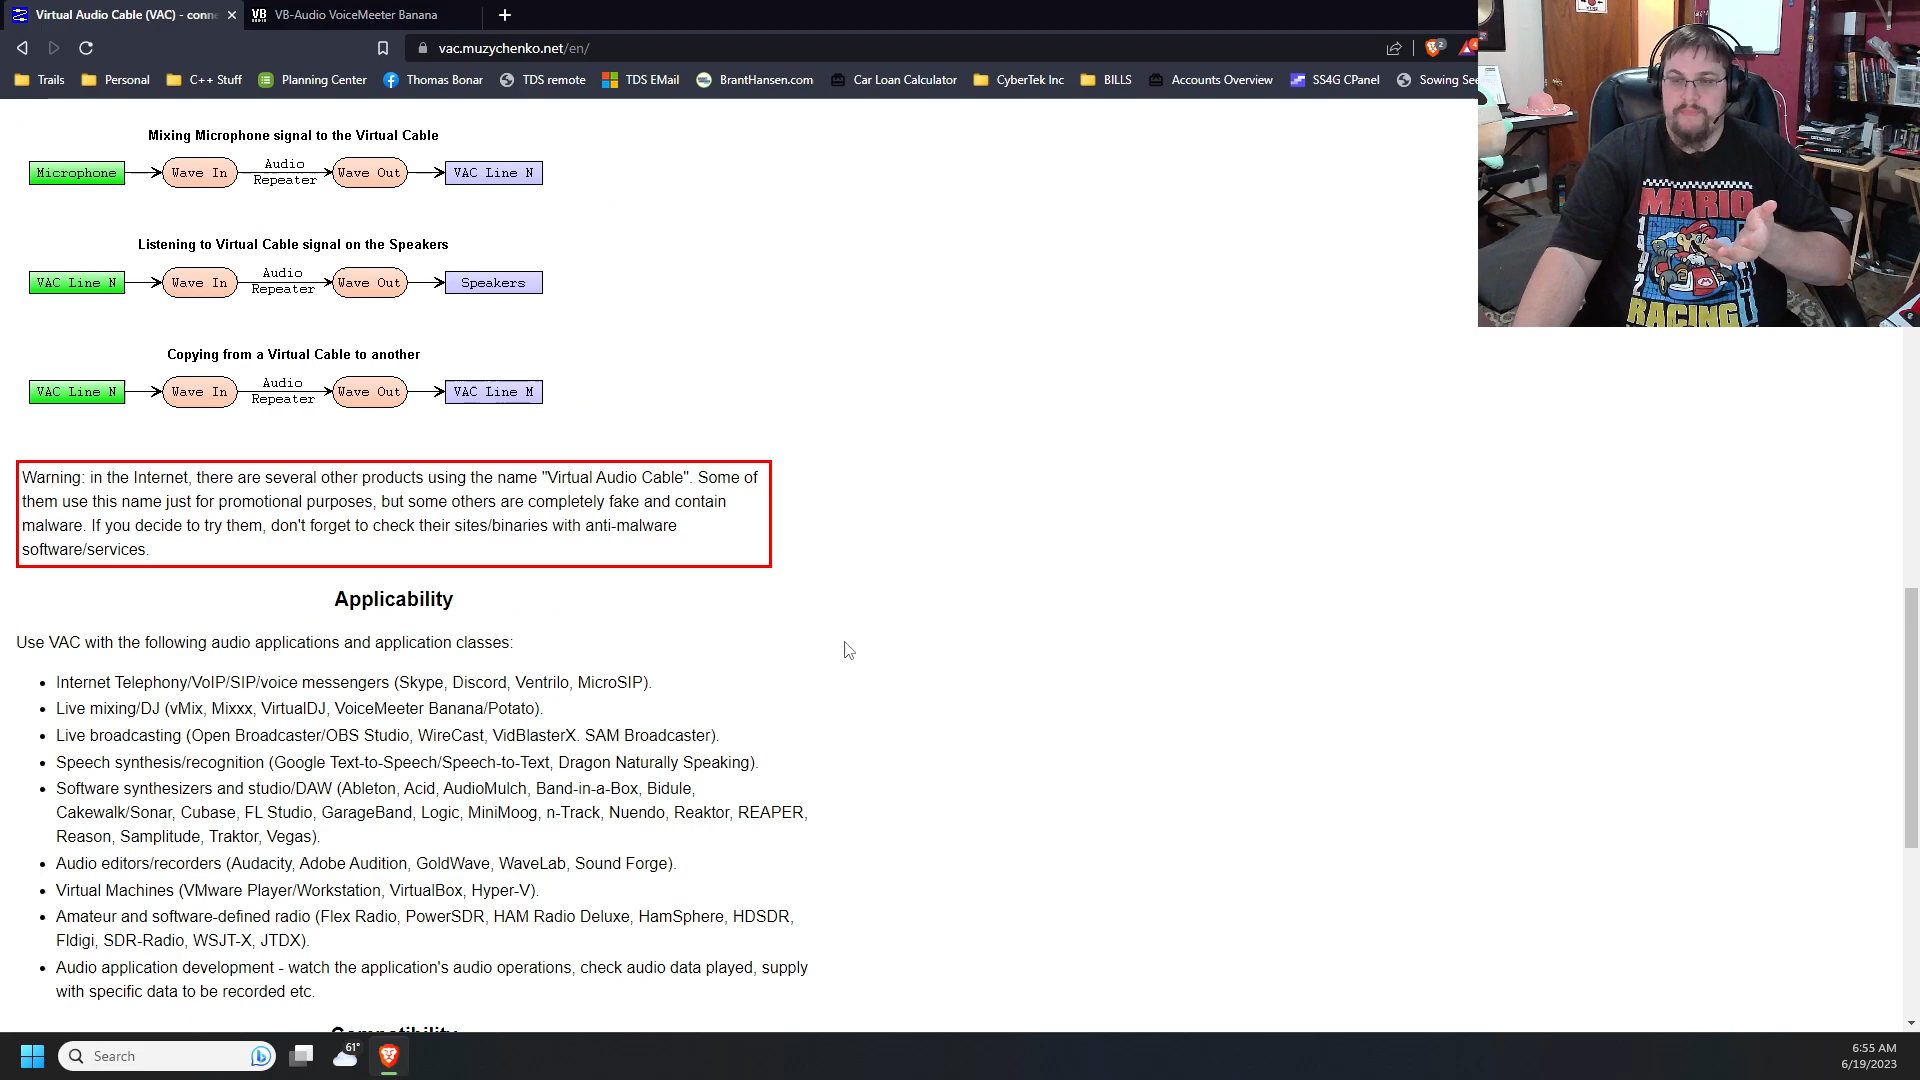 Virtual Audio Cable (VAC) - conne
VB-Audio VoiceMeeter Banana
vac.muzychenko.net/en/
Trails
Personal
C++ Stuff
Planning Center
Thomas Bonar
TDS remote
TDS EMail
BrantHansen.com
Car Loan Calculator
CyberTek Inc
BILLS
Accounts Overview
SS4G CPanel
Sowing See
Mixing Microphone signal to the Virtual Cable
Microphone
Wave In
Audio
Repeater
Wave Out
VAC Line N
Listening to Virtual Cable signal on the Speakers
VAC Line N
Wave In
Audio
Repeater
Wave Out
Speakers
Copying from a Virtual Cable to another
VAC Line N
Wave In
Audio
Repeater
Wave Out
VAC Line M
Warning: in the Internet, there are several other products using the name "Virtual Audio Cable". Some of
them use this name just for promotional purposes, but some others are completely fake and contain
malware. If you decide to try them, don't forget to check their sites/binaries with anti-malware
software/services.
Applicability
Use VAC with the following audio applications and application classes:
• Internet Telephony/VoIP/SIP/voice messengers (Skype, Discord, Ventrilo, MicroSIP).
• Live mixing/DJ (vMix, Mixxx, VirtualDJ, VoiceMeeter Banana/Potato).
• Live broadcasting (Open Broadcaster/OBS Studio, WireCast, VidBlasterX. SAM Broadcaster).
• Speech synthesis/recognition (Google Text-to-Speech/Speech-to-Text, Dragon Naturally Speaking).
• Software synthesizers and studio/DAW (Ableton, Acid, AudioMulch, Band-in-a-Box, Bidule,
Cakewalk/Sonar, Cubase, FL Studio, GarageBand, Logic, MiniMoog, n-Track, Nuendo, Reaktor, REAPER,
Reason, Samplitude, Traktor, Vegas).
• Audio editors/recorders (Audacity, Adobe Audition, GoldWave, WaveLab, Sound Forge).
• Virtual Machines (VMware Player/Workstation, VirtualBox, Hyper-V).
• Amateur and software-defined radio (Flex Radio, PowerSDR, HAM Radio Deluxe, HamSphere, HDSDR,
Fldigi, SDR-Radio, WSJT-X, JTDX).
• Audio application development - watch the application's audio operations, check audio data played, supply
with specific data to be recorded etc.
Compatibility
MARIO
1992
RACING
Search
61°
6:55 AM
6/19/2023